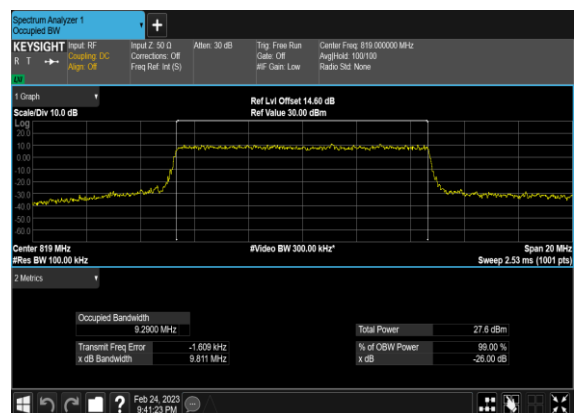 Spectrum Analyzer 1
Occupied BW
KEYSIGHT Input: RF Input Z: 50 Ω Atten: 30 dB Trig: Free Run Center Freq: 819.000000 MHz
R T Coupling: DC Corrections: Off Gate: Off Avg|Hold: 100/100
Align: Off Freq Ref: Int (S) #IF Gain: Low Radio Std: None
1 Graph
Ref Lvl Offset 14.60 dB
Scale/Div 10.0 dB Ref Value 30.00 dBm
Log
20.0
10.0
0.00
-10.0
-20.0
-30.0
-40.0
-50.0
-60.0
Center 819 MHz #Video BW 300.00 kHz* Span 20 MHz
#Res BW 100.00 kHz Sweep 2.53 ms (1001 pts)
2 Metrics
Occupied Bandwidth
9.2900 MHz Total Power 27.6 dBm
Transmit Freq Error -1.609 kHz % of OBW Power 99.00 %
x dB Bandwidth 9.811 MHz x dB -26.00 dB
Feb 24, 2023
9:41:23 PM